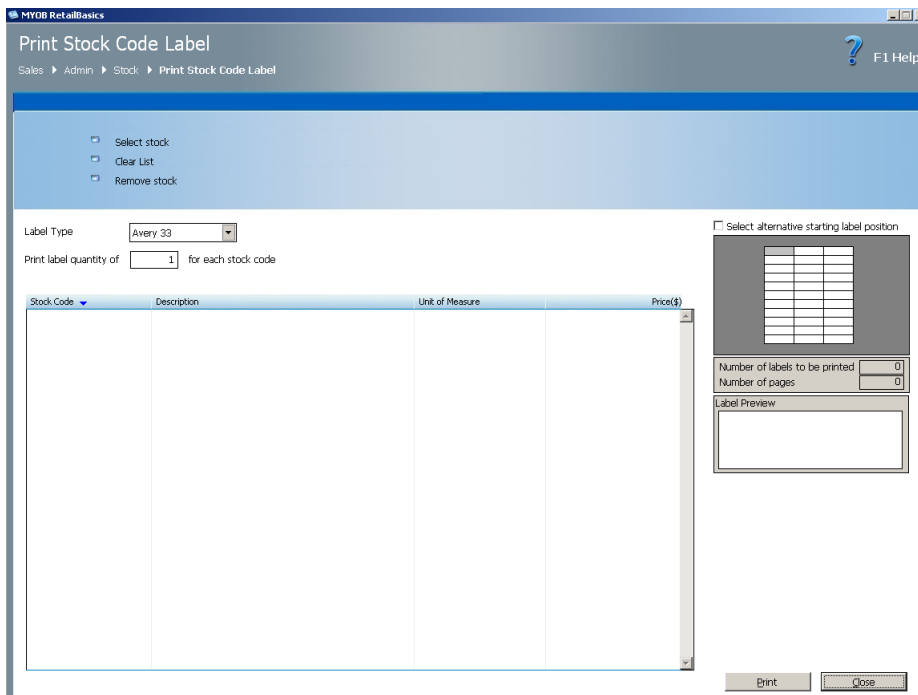 MYOB RetailBasics
Print Stock Code Label
F1 Help
Sales Admin Stock Print Stock Code Label
Select stock
Clear List
Remove stock
Label Type Avery 33
Select alternative starting label position
Print label quantity of 1 for each stock code
Stock Code Description Unit of Measure Price($)
Number of labels to be printed 0
Number of pages 0
Label Preview
Print Close